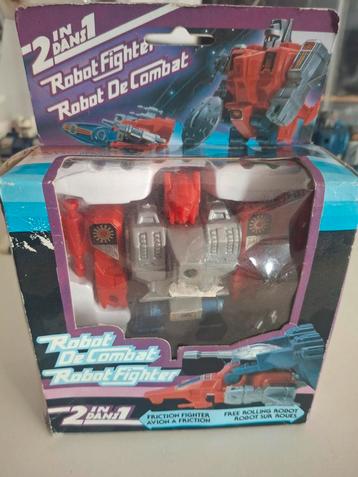 2 IN DANS 1
Robot Fighter
Robot De Combat
Robot
De Combat
Robot Fighter
2 IN DANS 1
FRICTION FIGHTER
AVION A FRICTION
FREE ROLLING ROBOT
ROBOT SUR ROUES